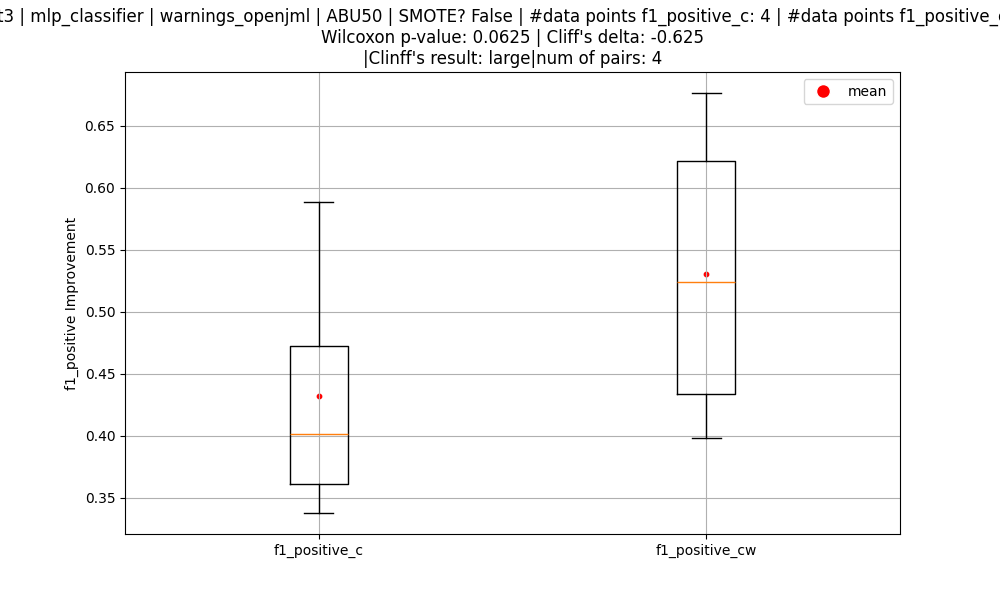 t3 | mlp_classifier | warnings_openjml | ABU50 | SMOTE? False | #data points f1_positive_c: 4 | #data points f1_positive_
Wilcoxon p-value: 0.0625 | Cliff's delta: -0.625
|Clinff's result: large|num of pairs: 4
mean
0.65
0.60
0.55
0.50
0.45
0.40
0.35
f1_positive Improvement
f1_positive_c
f1_positive_cw